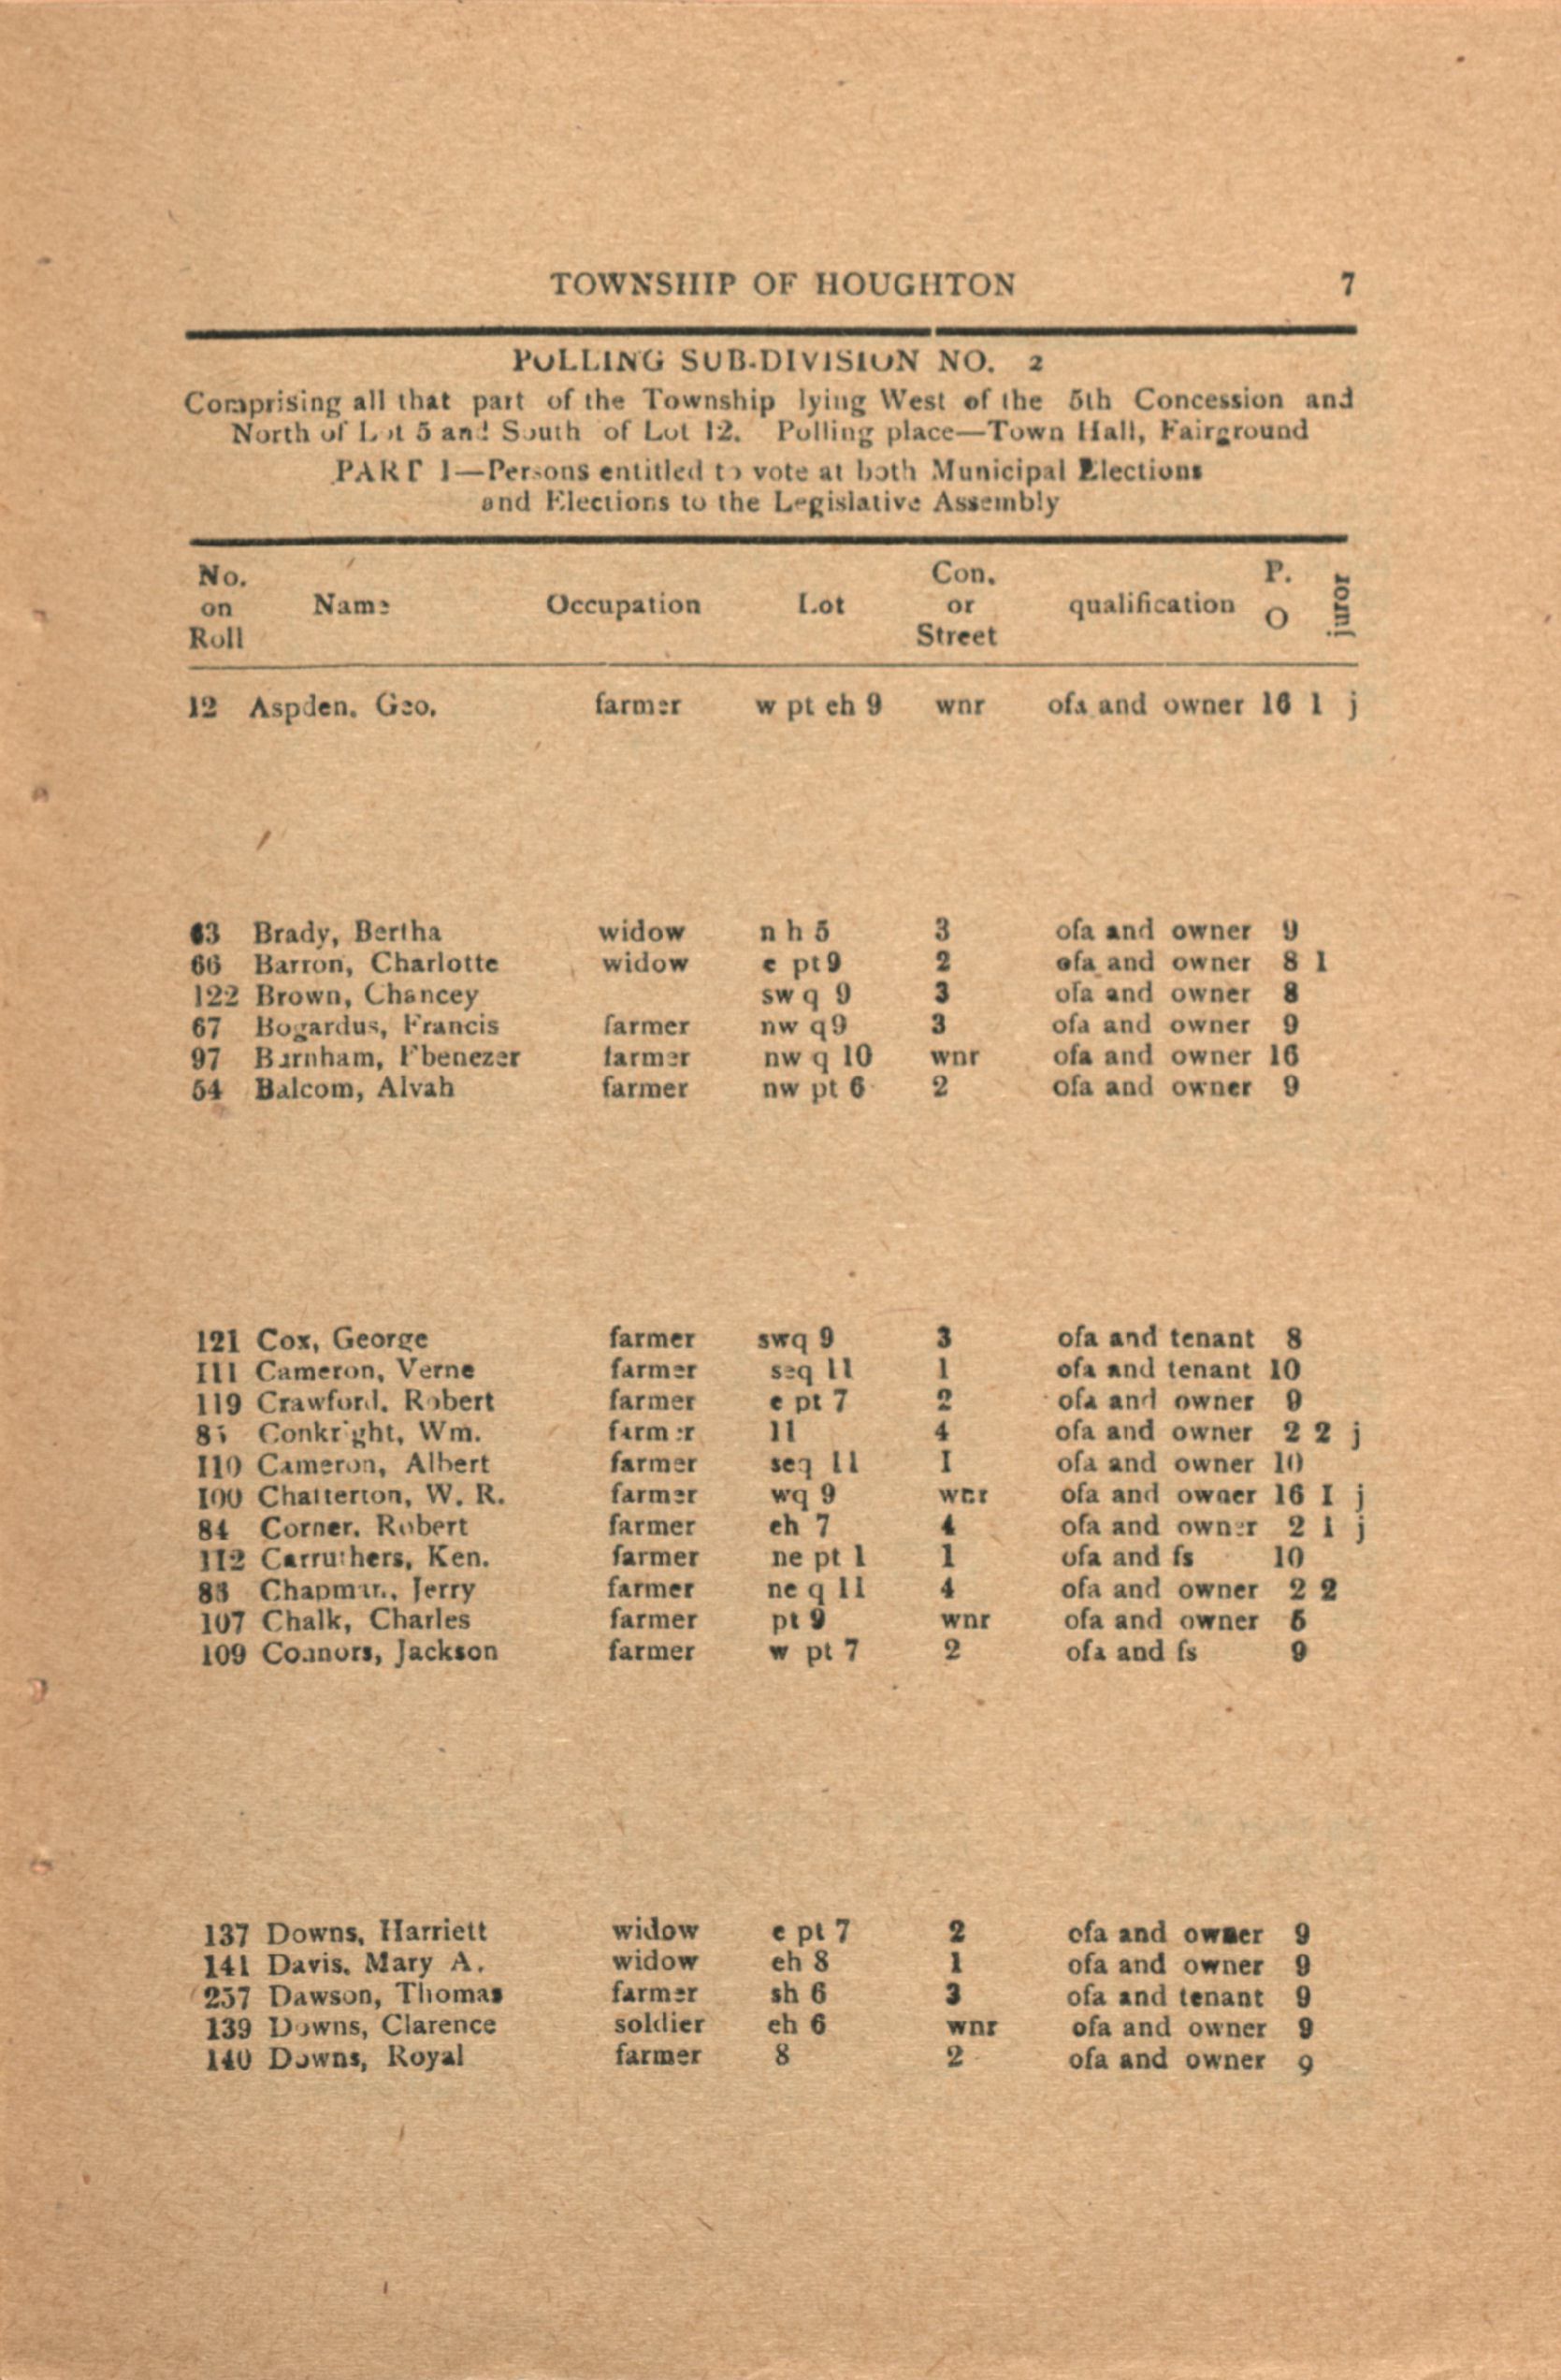 TOWNSHIP OF HOUGHTON 7
POLLING SUB-DIVISION NO. 2
Comprising all that part of the Township lying West of the 5th Concession and
North of Lot 5 and South of Lot 12. Polling place—Town Hall, Fairground
PART 1—Persons entitled to vote at both Municipal Elections
and Elections to the Legislative Assembly
No. on Roll Name Occupation Lot Con. or Street qualification P. O juror
12 Aspden. Geo. farmer w pt eh 9 wnr ofa and owner 16 1 j
63 Brady, Bertha widow n h 5 3 ofa and owner 9
66 Barron, Charlotte widow e pt 9 2 ofa and owner 8 1
122 Brown, Chancey sw q 9 3 ofa and owner 8
67 Bogardus, Francis farmer nw q9 3 ofa and owner 9
97 Barnham, Ebenezer farmer nw q 10 wnr ofa and owner 16
54 Balcom, Alvah farmer nw pt 6 2 ofa and owner 9
121 Cox, George farmer swq 9 3 ofa and tenant 8
111 Cameron, Verne farmer seq 11 1 ofa and tenant 10
119 Crawford. Robert farmer e pt 7 2 ofa and owner 9
Conkright, Wm. farmer 11 4 ofa and owner 2 2 j
110 Cameron, Albert farmer seq 11 1 ofa and owner 10
100 Chatterton, W. R. farmer wq 9 wnr ofa and owner 16 1 j
84 Corner. Robert farmer eh 7 4 ofa and owner 2 1 j
112 Carruthers, Ken. farmer ne pt 1 1 ofa and fs 10
83 Chapman, Jerry farmer ne q 11 4 ofa and owner 2 2
107 Chalk, Charles farmer pt 9 wnr ofa and owner 6
109 Connors, Jackson farmer w pt 7 2 ofa and fs 9
137 Downs, Harriett widow e pt 7 2 ofa and owner 9
141 Davis. Mary A. widow eh 8 1 ofa and owner 9
257 Dawson, Thomas farmer sh 6 3 ofa and tenant 9
139 Downs, Clarence soldier eh 6 wnr ofa and owner 9
140 Downs, Royal farmer 8 2 ofa and owner 9